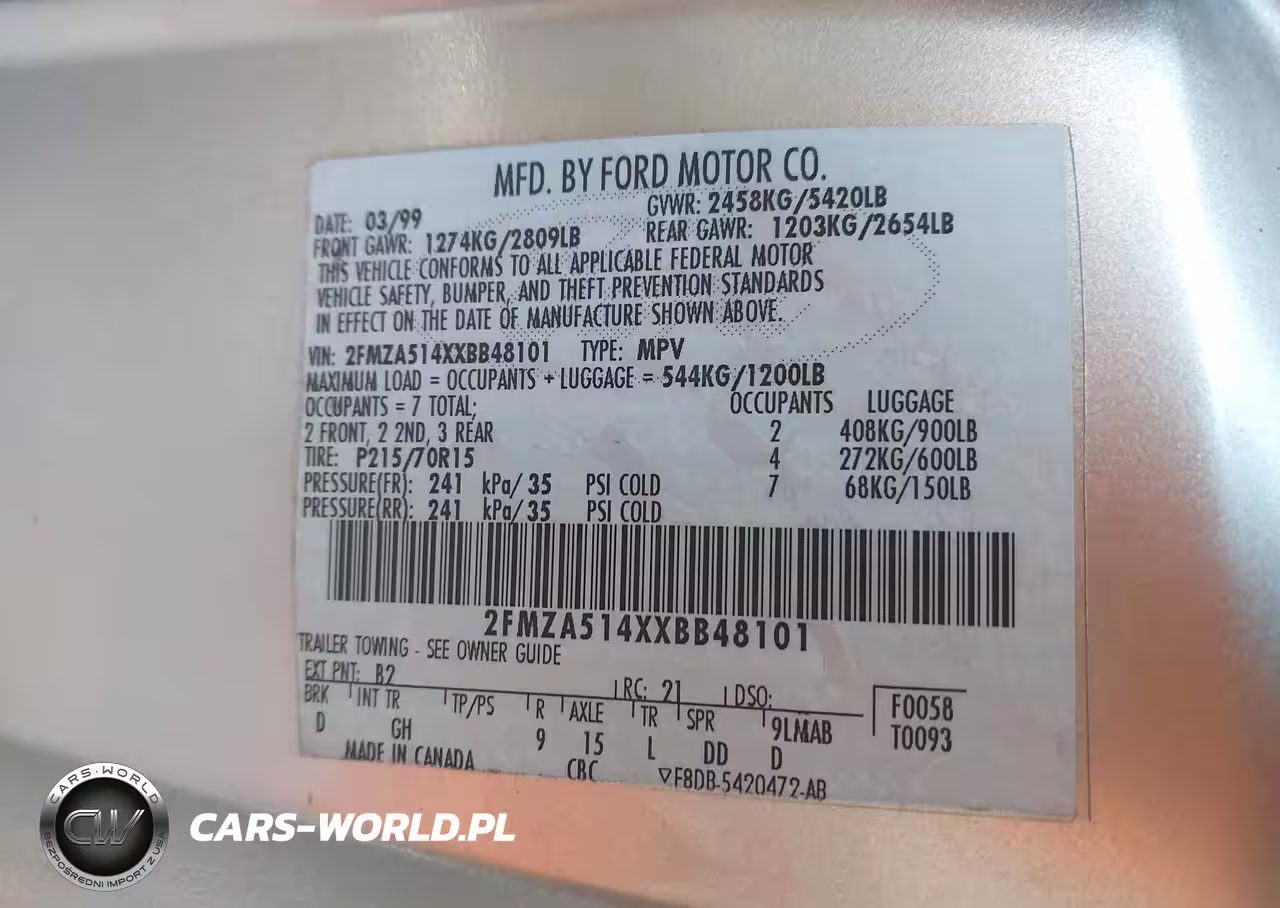 MFD. BY FORD MOTOR CO.
DATE: 03/99 GVWR: 2458KG/5420LB
FRONT GAWR: 1274KG/2809LB REAR GAWR: 1203KG/2654LB
THIS VEHICLE CONFORMS TO ALL APPLICABLE FEDERAL MOTOR
VEHICLE SAFETY, BUMPER, AND THEFT PREVENTION STANDARDS
IN EFFECT ON THE DATE OF MANUFACTURE SHOWN ABOVE.
VIN: 2FMZA514XXBB48101 TYPE: MPV
MAXIMUM LOAD = OCCUPANTS + LUGGAGE = 544KG/1200LB
OCCUPANTS = 7 TOTAL; OCCUPANTS LUGGAGE
2 FRONT, 2 2ND, 3 REAR 2 408KG/900LB
TIRE: P215/70R15 4 272KG/600LB
PRESSURE(FR): 241 kPa/35 PSI COLD 7 68KG/150LB
PRESSURE(RR): 241 kPa/35 PSI COLD
2FMZA514XXBB48101
TRAILER TOWING - SEE OWNER GUIDE
EXT PNT: B2 RC: 21 DSO: F0058
BRK INT TR TP/PS R AXLE TR SPR 9LMAB T0093
D GH 9 15 L DD D
MADE IN CANADA CBC ▽F8DB-5420472-AB
CARS-WORLD
CW
BEZPOŚREDNI IMPORT Z USA
CARS-WORLD.PL